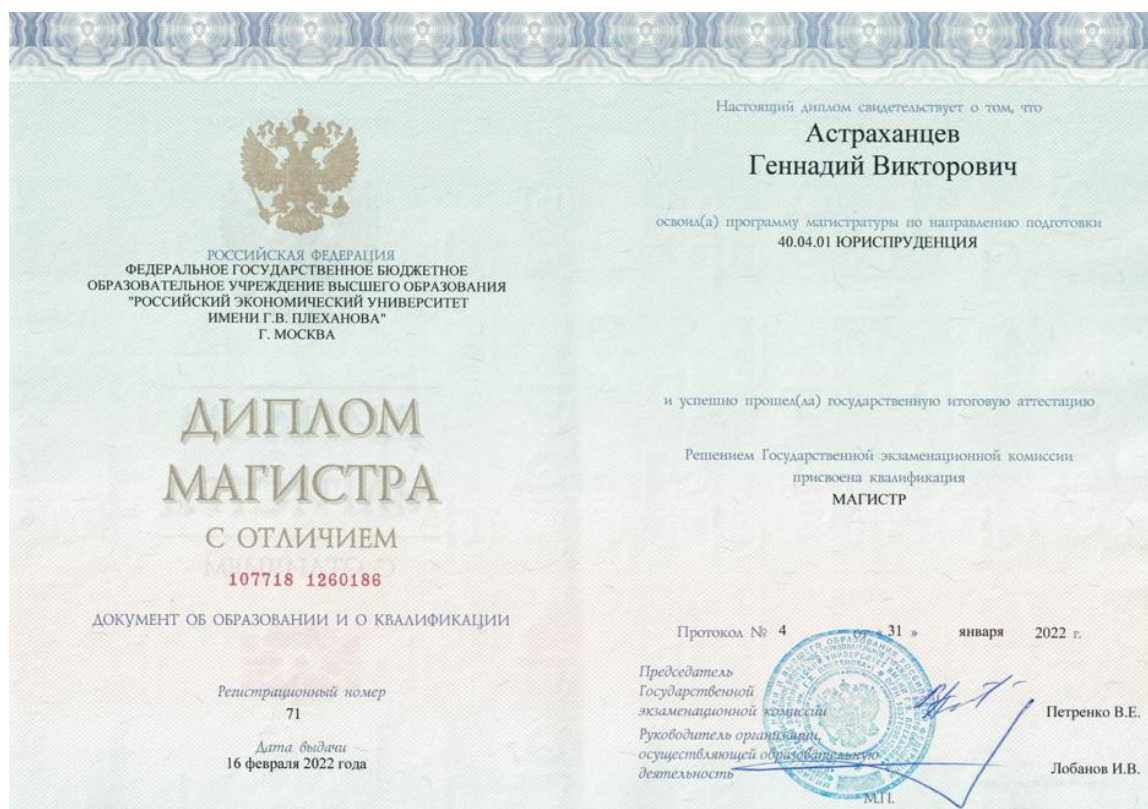 РОССИЙСКАЯ ФЕДЕРАЦИЯ
ФЕДЕРАЛЬНОЕ ГОСУДАРСТВЕННОЕ БЮДЖЕТНОЕ
ОБРАЗОВАТЕЛЬНОЕ УЧРЕЖДЕНИЕ ВЫСШЕГО ОБРАЗОВАНИЯ
"РОССИЙСКИЙ ЭКОНОМИЧЕСКИЙ УНИВЕРСИТЕТ
ИМЕНИ Г.В. ПЛЕХАНОВА"
Г. МОСКВА
ДИПЛОМ
МАГИСТРА
С ОТЛИЧИЕМ
107718 1260186
ДОКУМЕНТ ОБ ОБРАЗОВАНИИ И О КВАЛИФИКАЦИИ
Регистрационный номер
71
Дата выдачи
16 февраля 2022 года
Настоящий диплом свидетельствует о том, что
Астраханцев
Геннадий Викторович
освоил(а) программу магистратуры по направлению подготовки
40.04.01 ЮРИСПРУДЕНЦИЯ
и успешно прошел(ла) государственную итоговую аттестацию
Решением Государственной экзаменационной комиссии
присвоена квалификация
МАГИСТР
Протокол № 4 от « 31 » января 2022 г.
Председатель
Государственной
экзаменационной комиссии
Петренко В.Е.
Руководитель организации,
осуществляющей образовательную
деятельность
Лобанов И.В.
М.П.